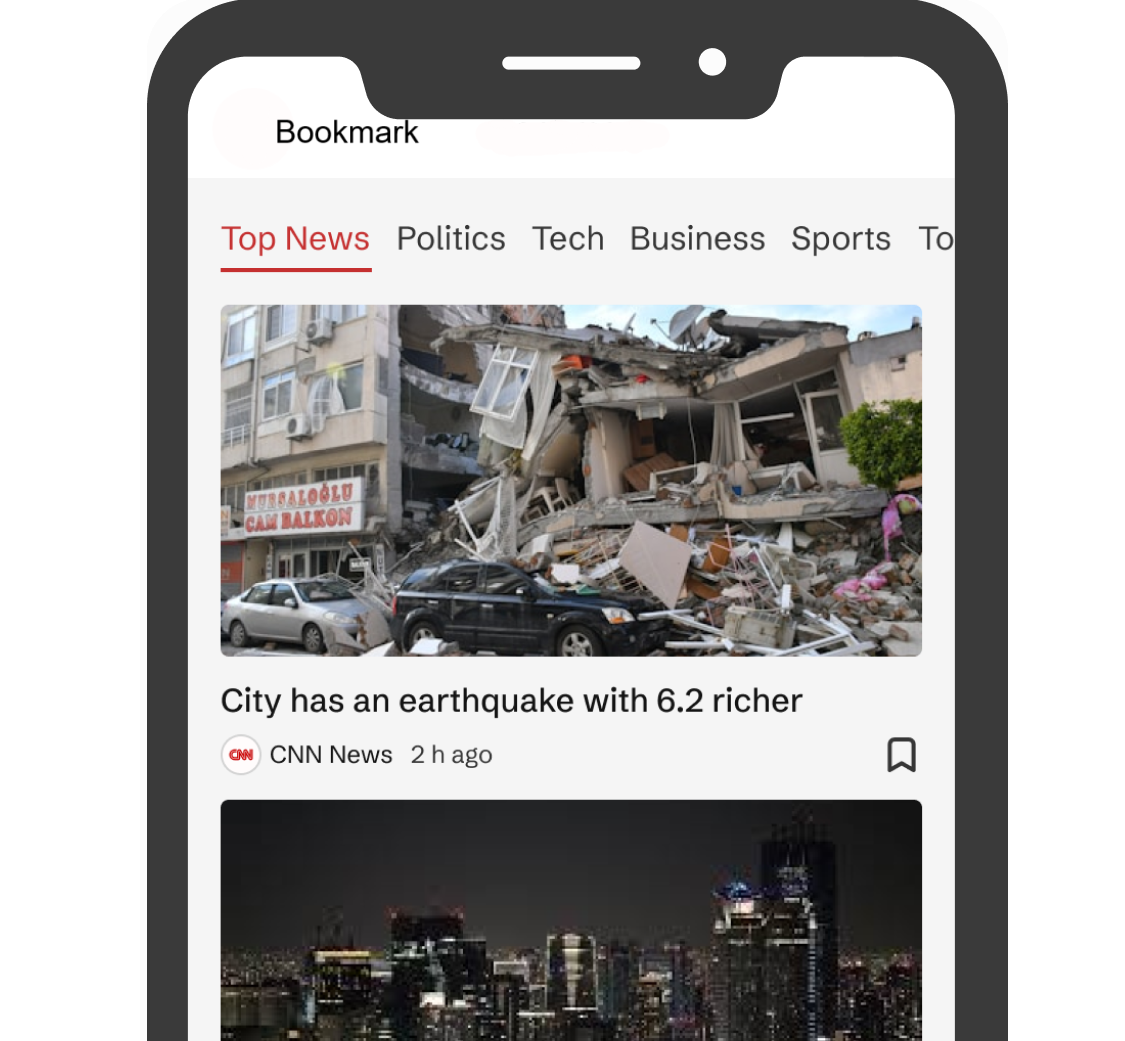 Bookmark
Top News Politics Tech Business Sports To
MURSALOĞLU
CAM BALKON
City has an earthquake with 6.2 richer
CNN CNN News 2 h ago